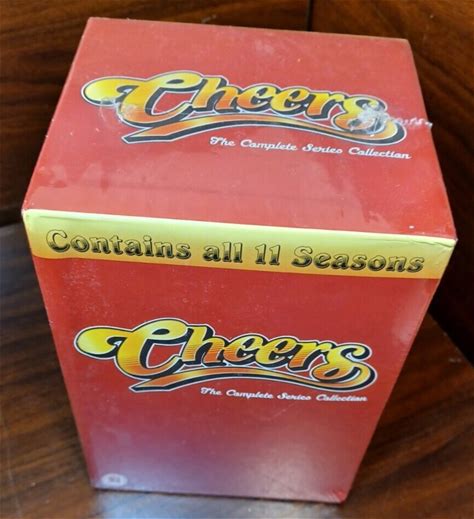 Cheers
The Complete Series Collection
Contains all 11 Seasons
Cheers
The Complete Series Collection